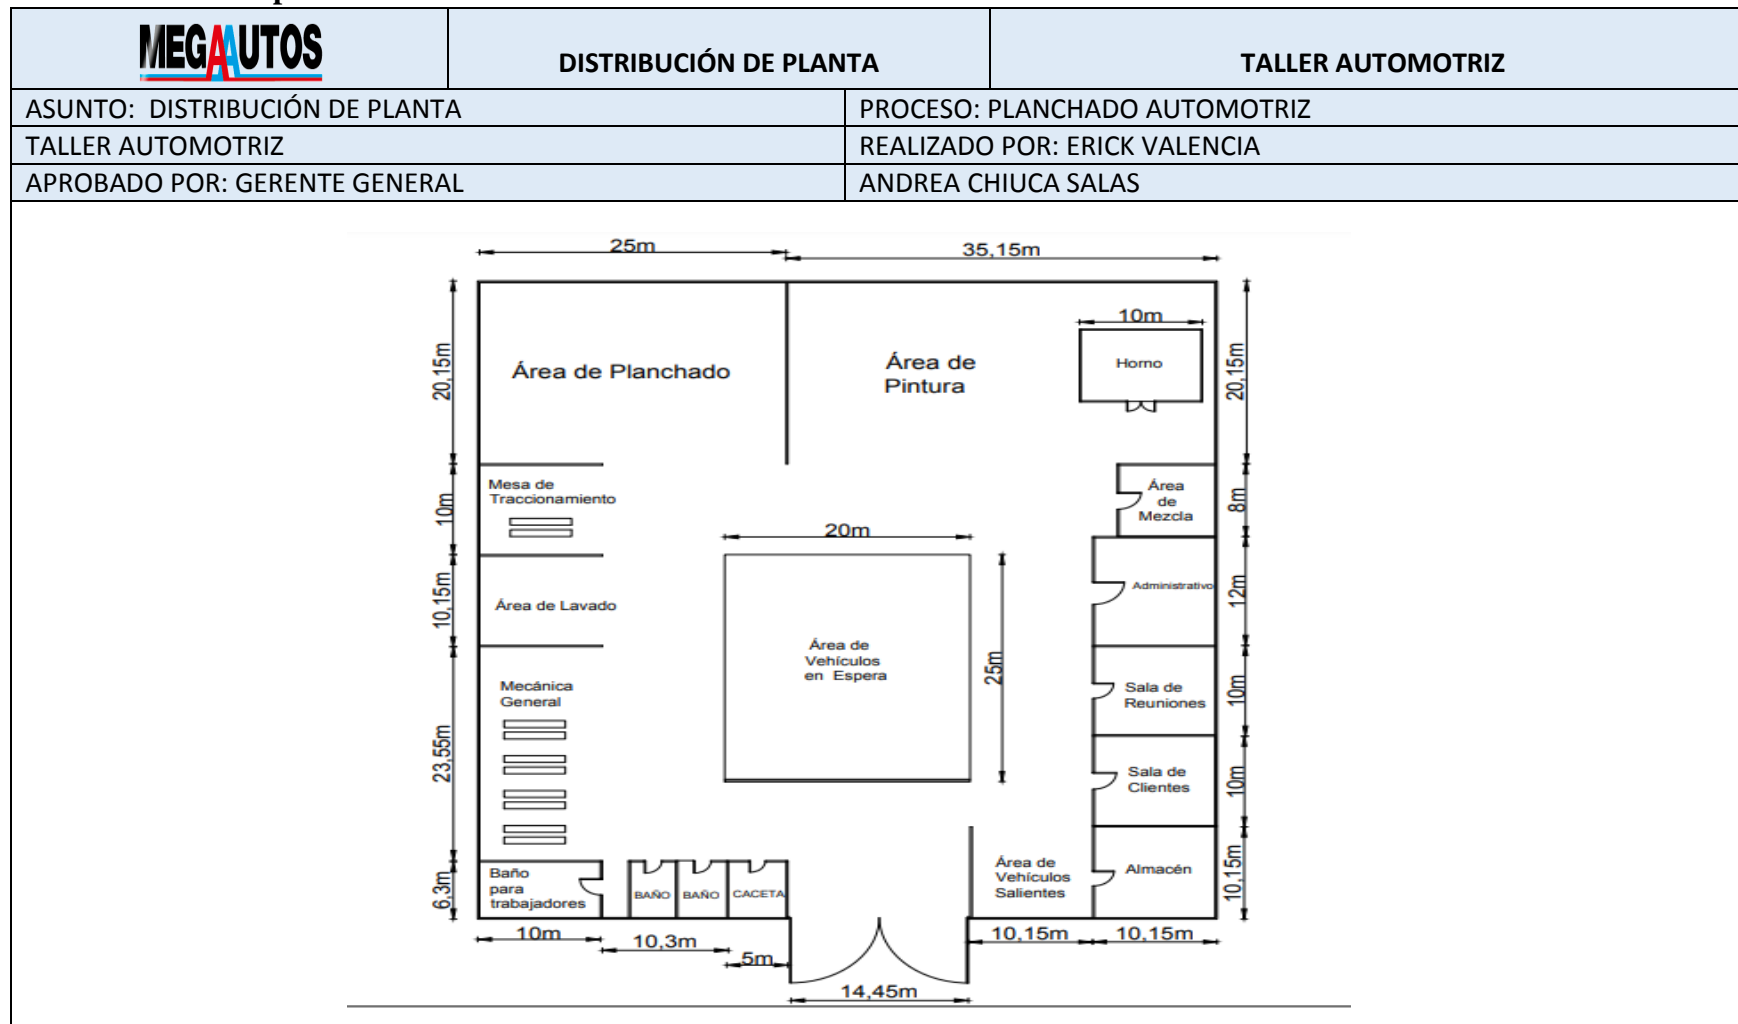 MEGAAUTOS
DISTRIBUCIÓN DE PLANTA
TALLER AUTOMOTRIZ
ASUNTO:  DISTRIBUCIÓN DE PLANTA
PROCESO: PLANCHADO AUTOMOTRIZ
TALLER AUTOMOTRIZ
REALIZADO POR: ERICK VALENCIA
APROBADO POR: GERENTE GENERAL
ANDREA CHIUCA SALAS
25m
35,15m
20,15m
Área de Planchado
Área de
Pintura
10m
Horno
20,15m
10m
Mesa de
Traccionamiento
Área
de
Mezcla
8m
20m
10,15m
Área de Lavado
Administrativo
12m
Área de
Vehículos
en Espera
25m
23,55m
Mecánica
General
Sala de
Reuniones
10m
Sala de
Clientes
10m
6,3m
Baño
para
trabajadores
BAÑO
BAÑO
CACETA
Área de
Vehículos
Salientes
Almacén
10,15m
10m
10,3m
5m
14,45m
10,15m
10,15m